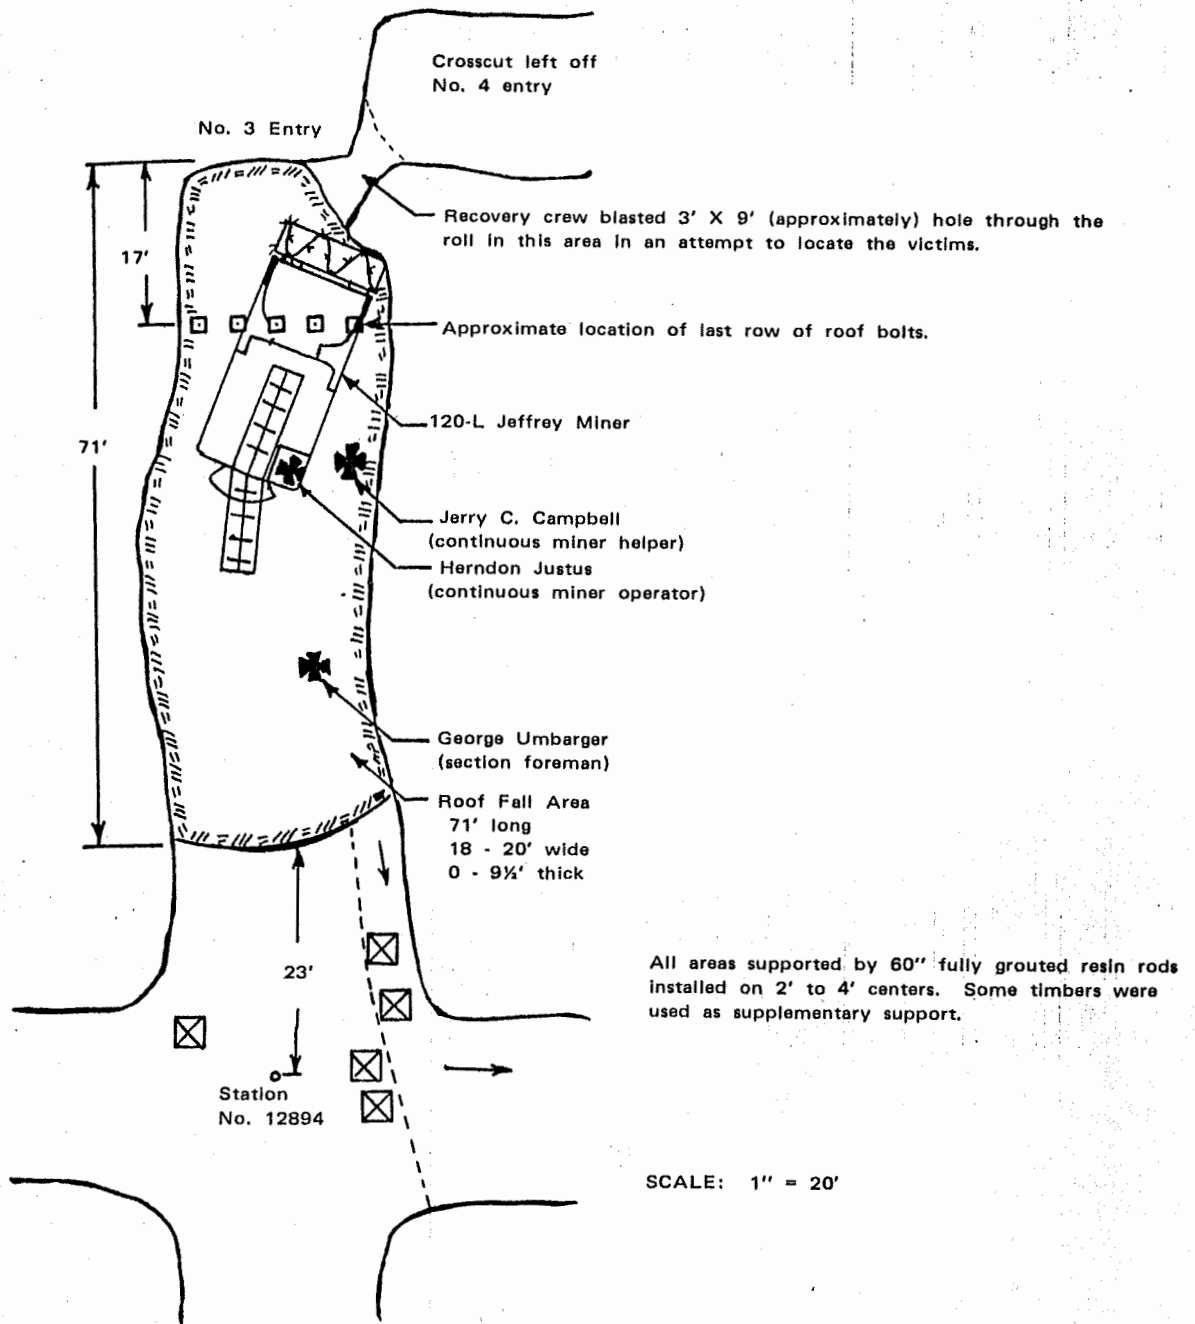 Crosscut left off
No. 4 entry
No. 3 Entry
Recovery crew blasted 3' X 9' (approximately) hole through the
roll in this area in an attempt to locate the victims.
17'
Approximate location of last row of roof bolts.
120-L Jeffrey Miner
71'
Jerry C. Campbell
(continuous miner helper)
Herndon Justus
(continuous miner operator)
George Umbarger
(section foreman)
Roof Fall Area
71' long
18 - 20' wide
0 - 9½' thick
23'
All areas supported by 60" fully grouted resin rods
installed on 2' to 4' centers. Some timbers were
used as supplementary support.
Station
No. 12894
SCALE: 1" = 20'